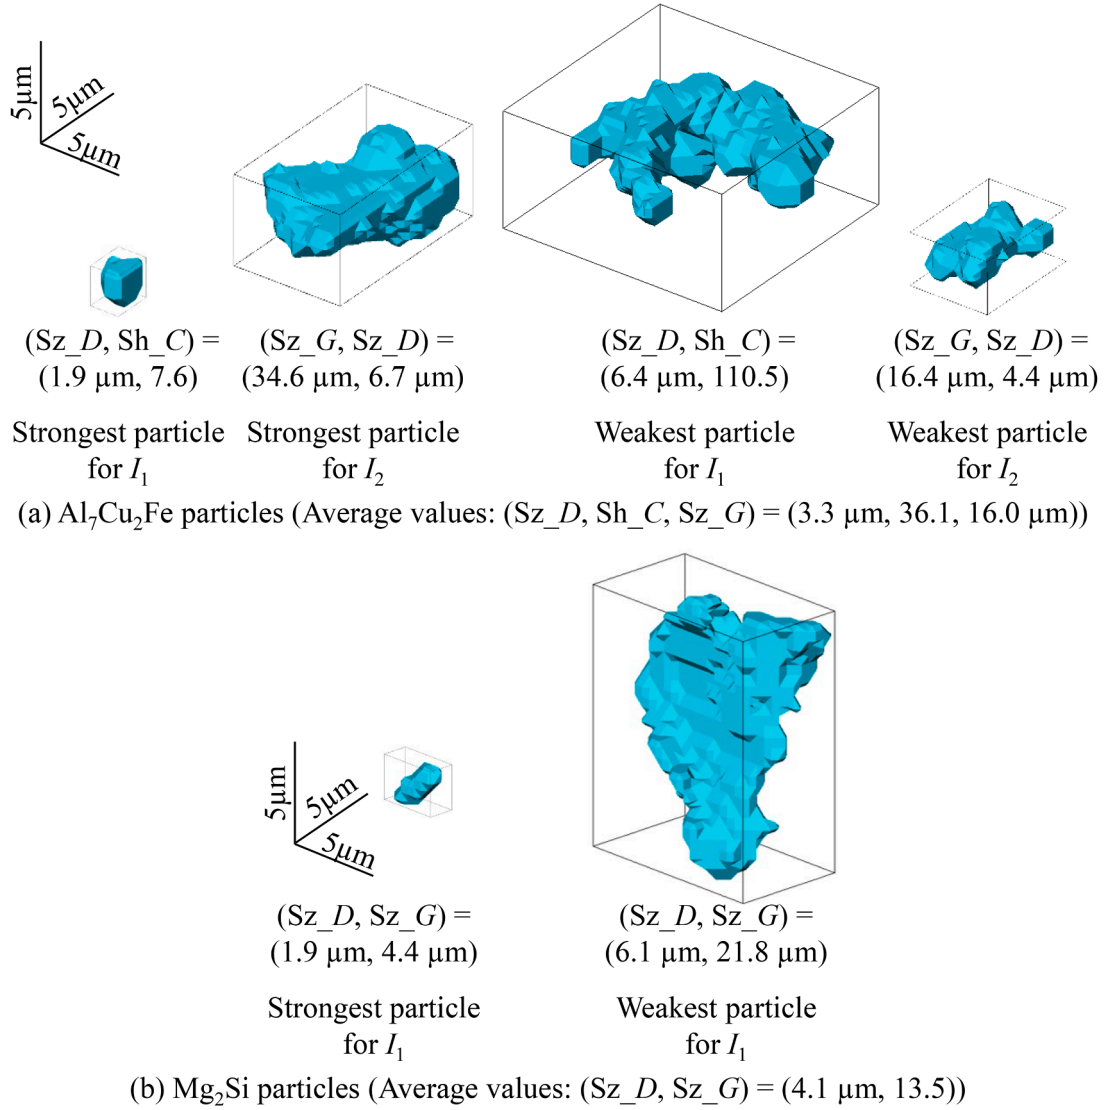 5µm
5µm
5µm
(Sz_D, Sh_C) =
(1.9 µm, 7.6)
Strongest particle
for I₁
(Sz_G, Sz_D) =
(34.6 µm, 6.7 µm)
Strongest particle
for I₂
(Sz_D, Sh_C) =
(6.4 µm, 110.5)
Weakest particle
for I₁
(Sz_G, Sz_D) =
(16.4 µm, 4.4 µm)
Weakest particle
for I₂
(a) Al₇Cu₂Fe particles (Average values: (Sz_D, Sh_C, Sz_G) = (3.3 µm, 36.1, 16.0 µm))
5µm
5µm
5µm
(Sz_D, Sz_G) =
(1.9 µm, 4.4 µm)
Strongest particle
for I₁
(Sz_D, Sz_G) =
(6.1 µm, 21.8 µm)
Weakest particle
for I₁
(b) Mg₂Si particles (Average values: (Sz_D, Sz_G) = (4.1 µm, 13.5))